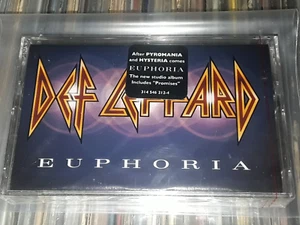 After PYROMANIA
and HYSTERIA comes
EUPHORIA
The new studio album
Includes "Promises"
314 546 212-4
DEF LEPPARD
EUPHORIA